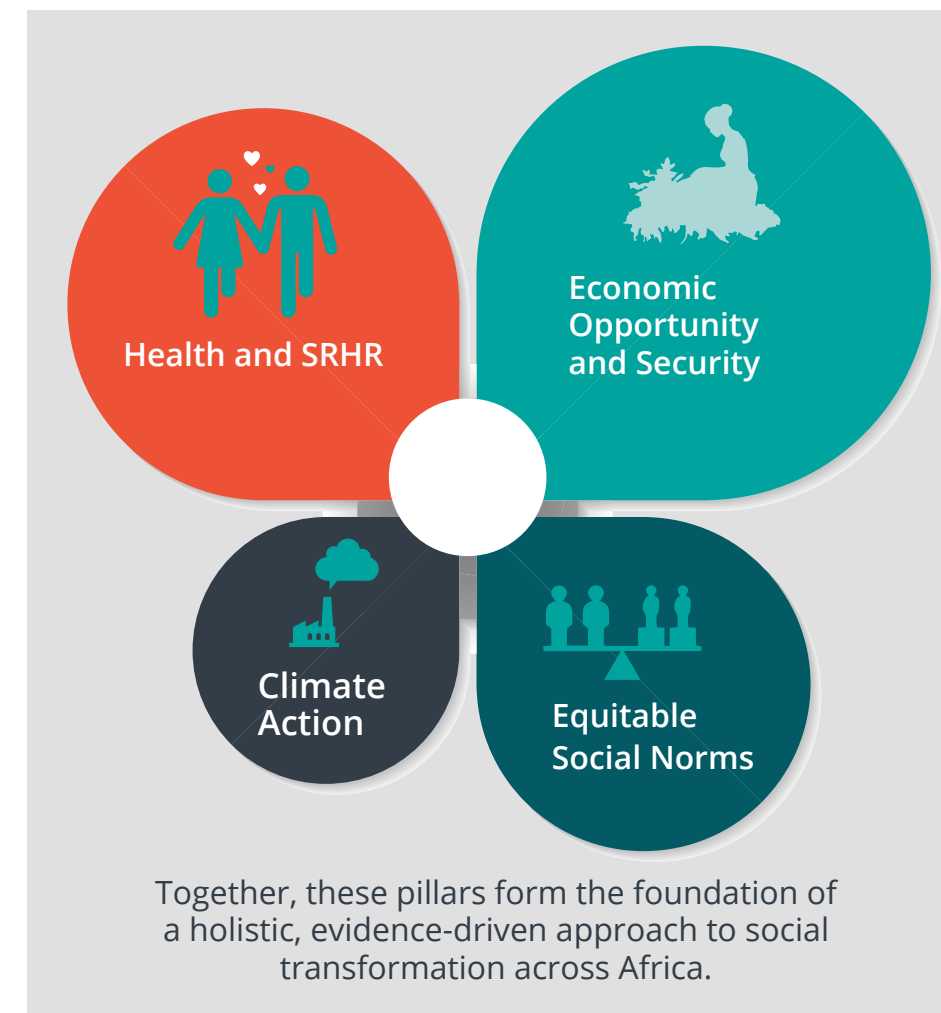 Health and SRHR
Economic
Opportunity
and Security
Climate
Action
Equitable
Social Norms
Together, these pillars form the foundation of
a holistic, evidence-driven approach to social
transformation across Africa.